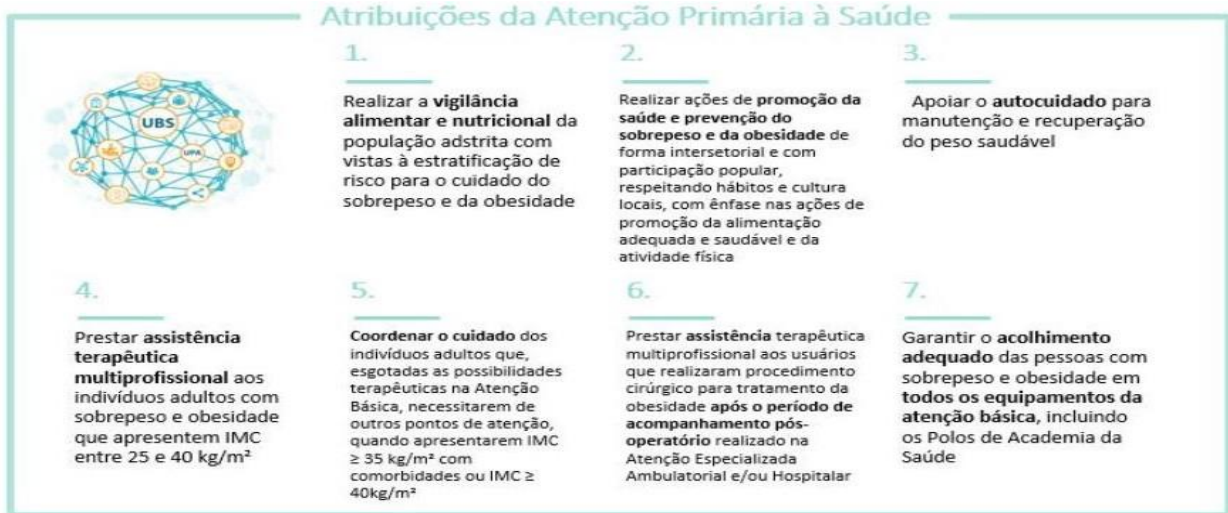 Atribuições da Atenção Primária à Saúde
UBS
UPA
1.
Realizar a vigilância
alimentar e nutricional da
população adstrita com
vistas à estratificação de
risco para o cuidado do
sobrepeso e da obesidade
2.
Realizar ações de promoção da
saúde e prevenção do
sobrepeso e da obesidade de
forma intersetorial e com
participação popular,
respeitando hábitos e cultura
locais, com ênfase nas ações de
promoção da alimentação
adequada e saudável e da
atividade física
3.
Apoiar o autocuidado para
manutenção e recuperação
do peso saudável
4.
Prestar assistência
terapêutica
multiprofissional aos
indivíduos adultos com
sobrepeso e obesidade
que apresentem IMC
entre 25 e 40 kg/m²
5.
Coordenar o cuidado dos
indivíduos adultos que,
esgotadas as possibilidades
terapêuticas na Atenção
Básica, necessitarem de
outros pontos de atenção,
quando apresentarem IMC
≥ 35 kg/m² com
comorbidades ou IMC ≥
40kg/m²
6.
Prestar assistência terapêutica
multiprofissional aos usuários
que realizaram procedimento
cirúrgico para tratamento da
obesidade após o período de
acompanhamento pós-
operatório realizado na
Atenção Especializada
Ambulatorial e/ou Hospitalar
7.
Garantir o acolhimento
adequado das pessoas com
sobrepeso e obesidade em
todos os equipamentos da
atenção básica, incluindo
os Polos de Academia da
Saúde